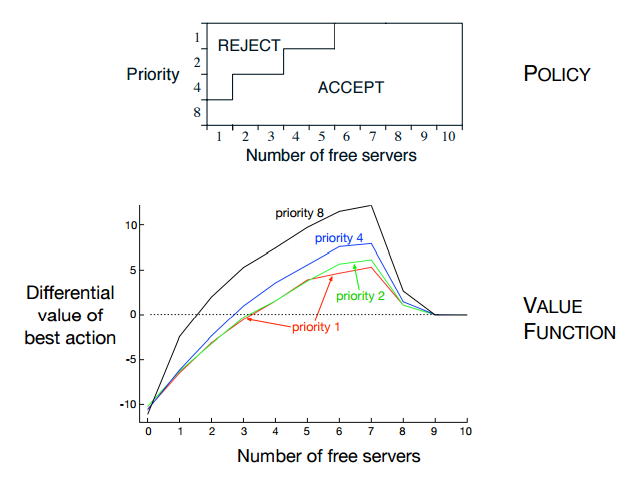 1
REJECT
2
Priority
4
ACCEPT
8
1 2 3 4 5 6 7 8 9 10
Number of free servers
POLICY
priority 8
10
priority 4
5
priority 2
Differential
value of
best action
0
priority 1
-5
-10
0 1 2 3 4 5 6 7 8 9 10
Number of free servers
VALUE
FUNCTION